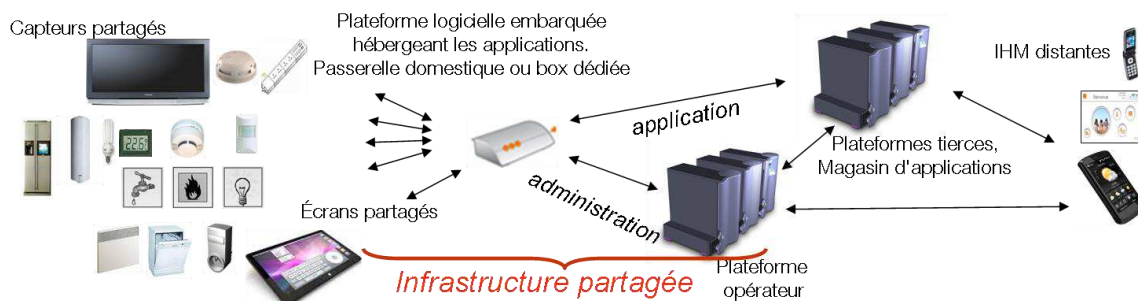 Capteurs partagés
Plateforme logicielle embarquée
hébergeant les applications.
Passerelle domestique ou box dédiée
IHM distantes
application
22.6
Plateformes tierces,
Magasin d'applications
administration
Écrans partagés
Infrastructure partagée
Plateforme
opérateur